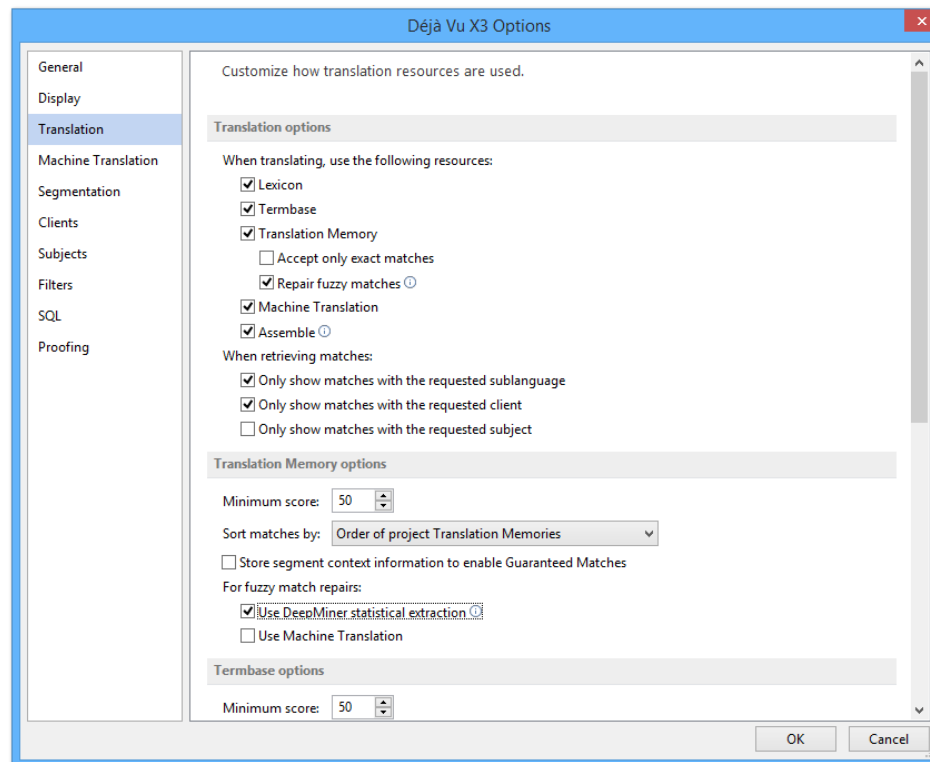 Déjà Vu X3 Options
General
Display
Translation
Machine Translation
Segmentation
Clients
Subjects
Filters
SQL
Proofing
Customize how translation resources are used.
Translation options
When translating, use the following resources:
Lexicon
Termbase
Translation Memory
Accept only exact matches
Repair fuzzy matches
Machine Translation
Assemble
When retrieving matches:
Only show matches with the requested sublanguage
Only show matches with the requested client
Only show matches with the requested subject
Translation Memory options
Minimum score: 50
Sort matches by: Order of project Translation Memories
Store segment context information to enable Guaranteed Matches
For fuzzy match repairs:
Use DeepMiner statistical extraction
Use Machine Translation
Termbase options
Minimum score: 50
OK Cancel